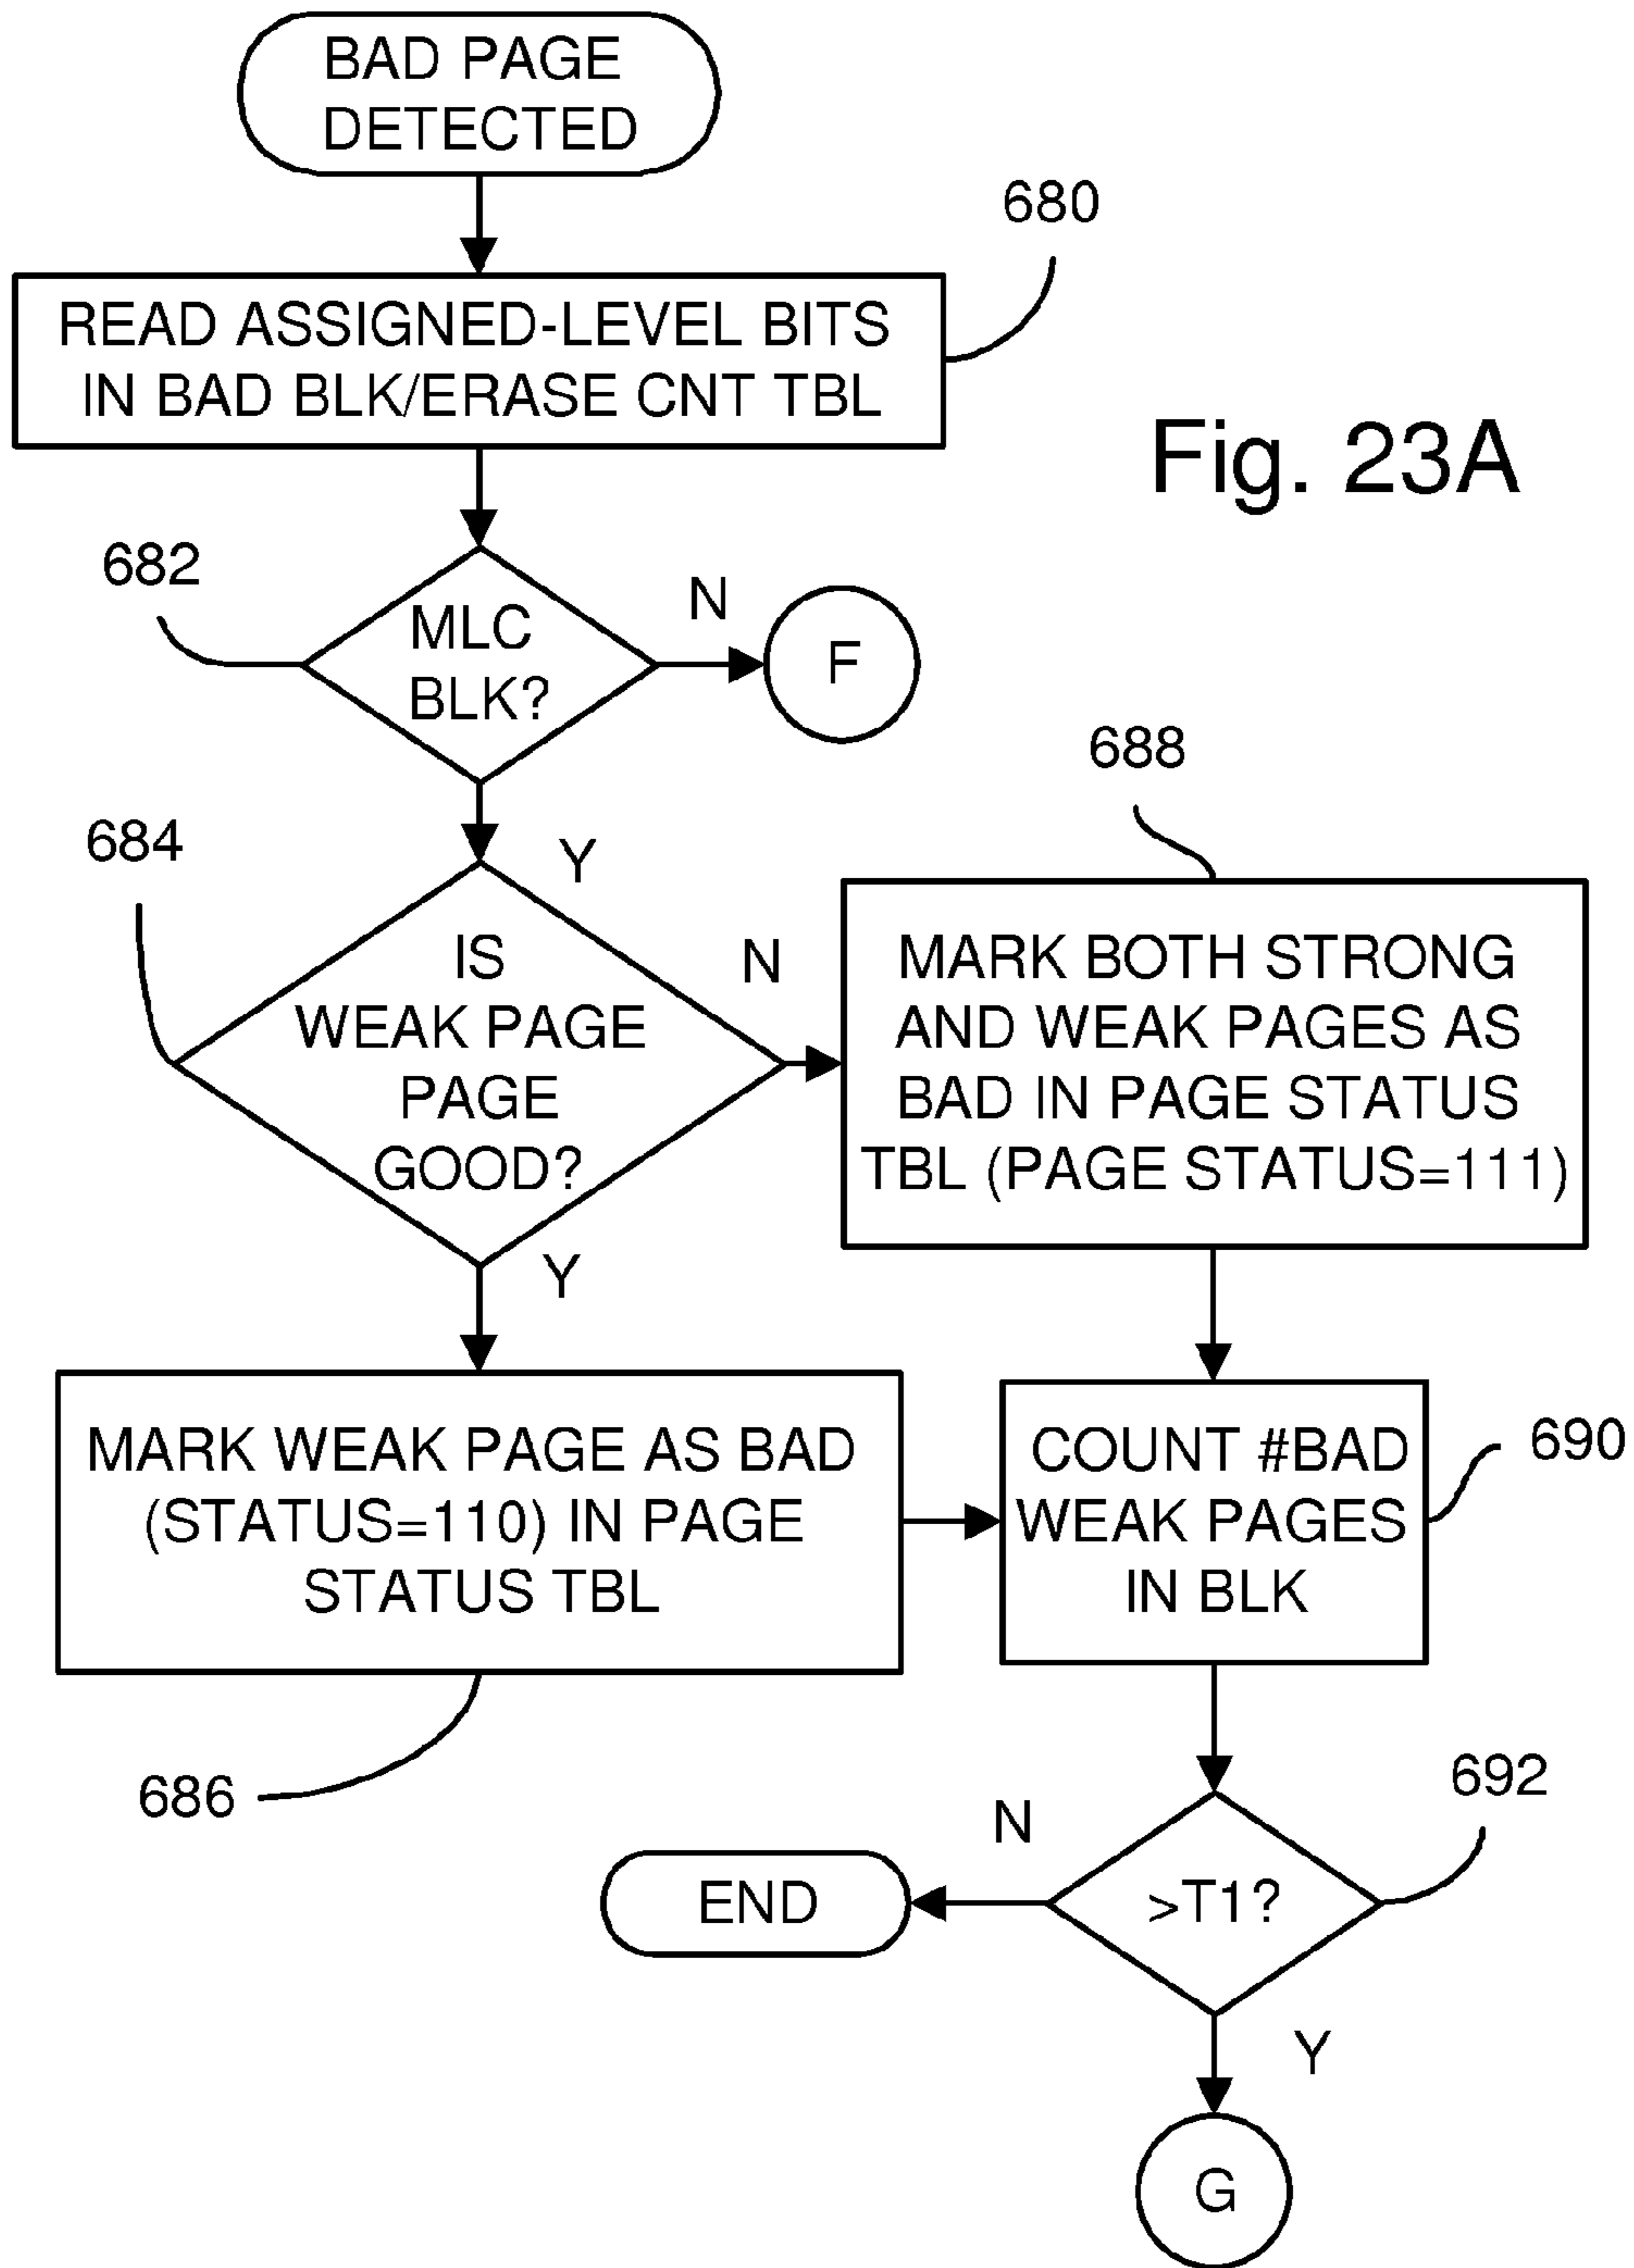 BAD PAGE
DETECTED
680
READ ASSIGNED-LEVEL BITS
IN BAD BLK/ERASE CNT TBL
Fig. 23A
682
MLC
BLK?
N
F
Y
684
IS
WEAK PAGE
PAGE
GOOD?
N
Y
688
MARK BOTH STRONG
AND WEAK PAGES AS
BAD IN PAGE STATUS
TBL (PAGE STATUS=111)
MARK WEAK PAGE AS BAD
(STATUS=110) IN PAGE
STATUS TBL
686
COUNT #BAD
WEAK PAGES
IN BLK
690
692
>T1?
N
END
Y
G